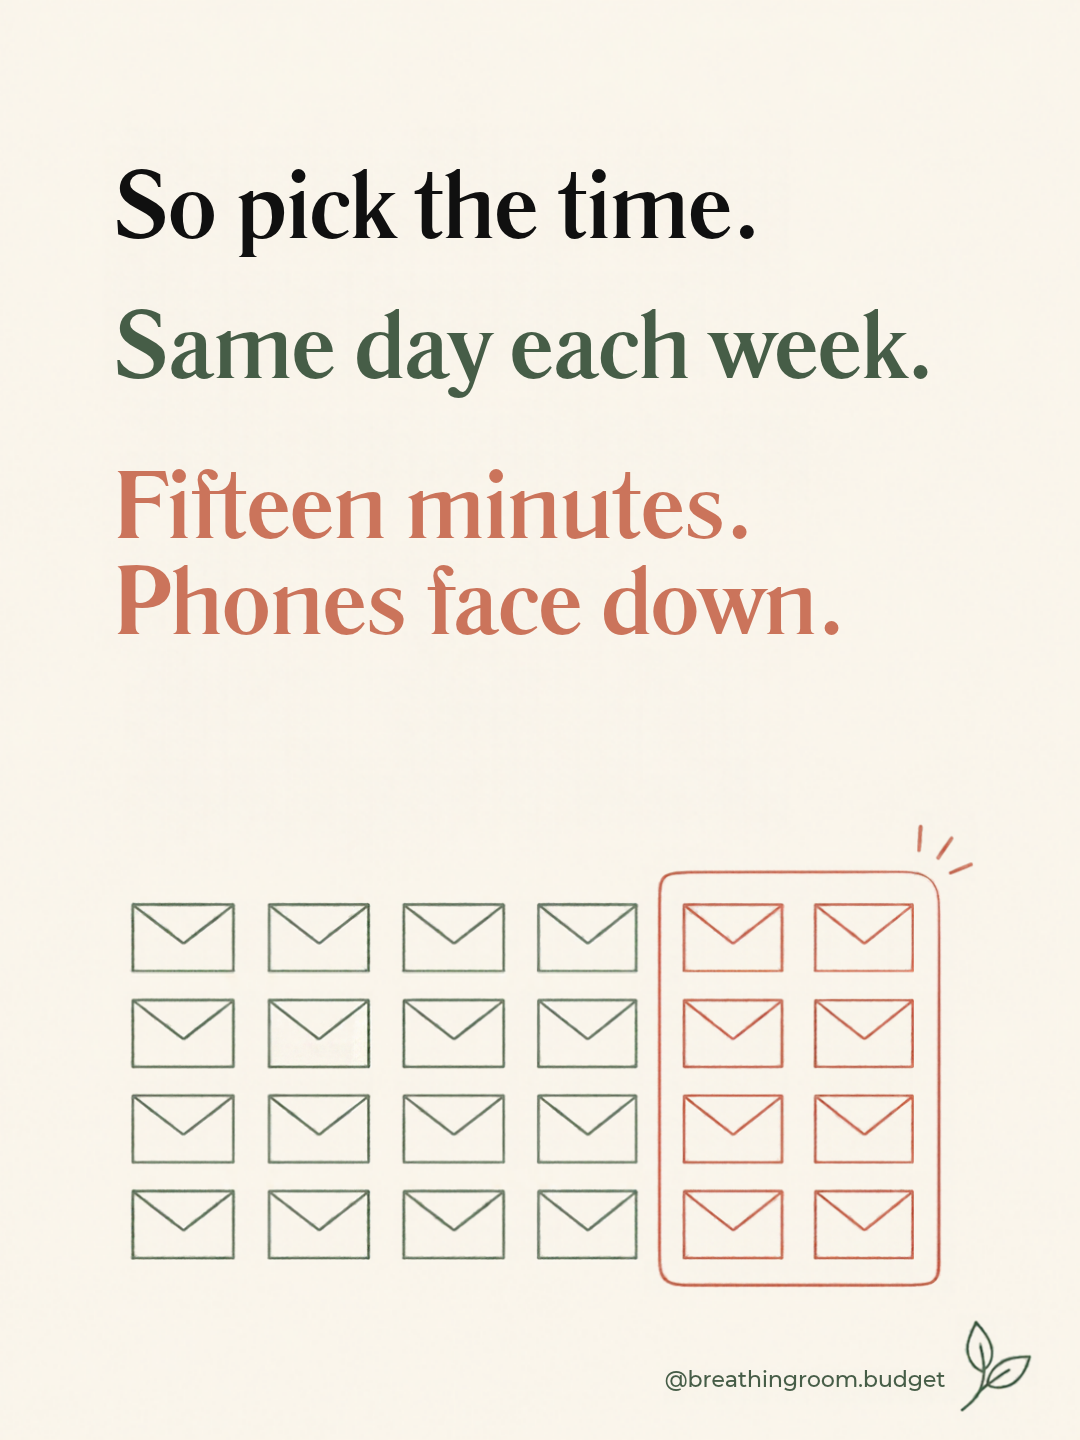 So pick the time.
Same day each week.
Fifteen minutes.
Phones face down.
@breathingroom.budget